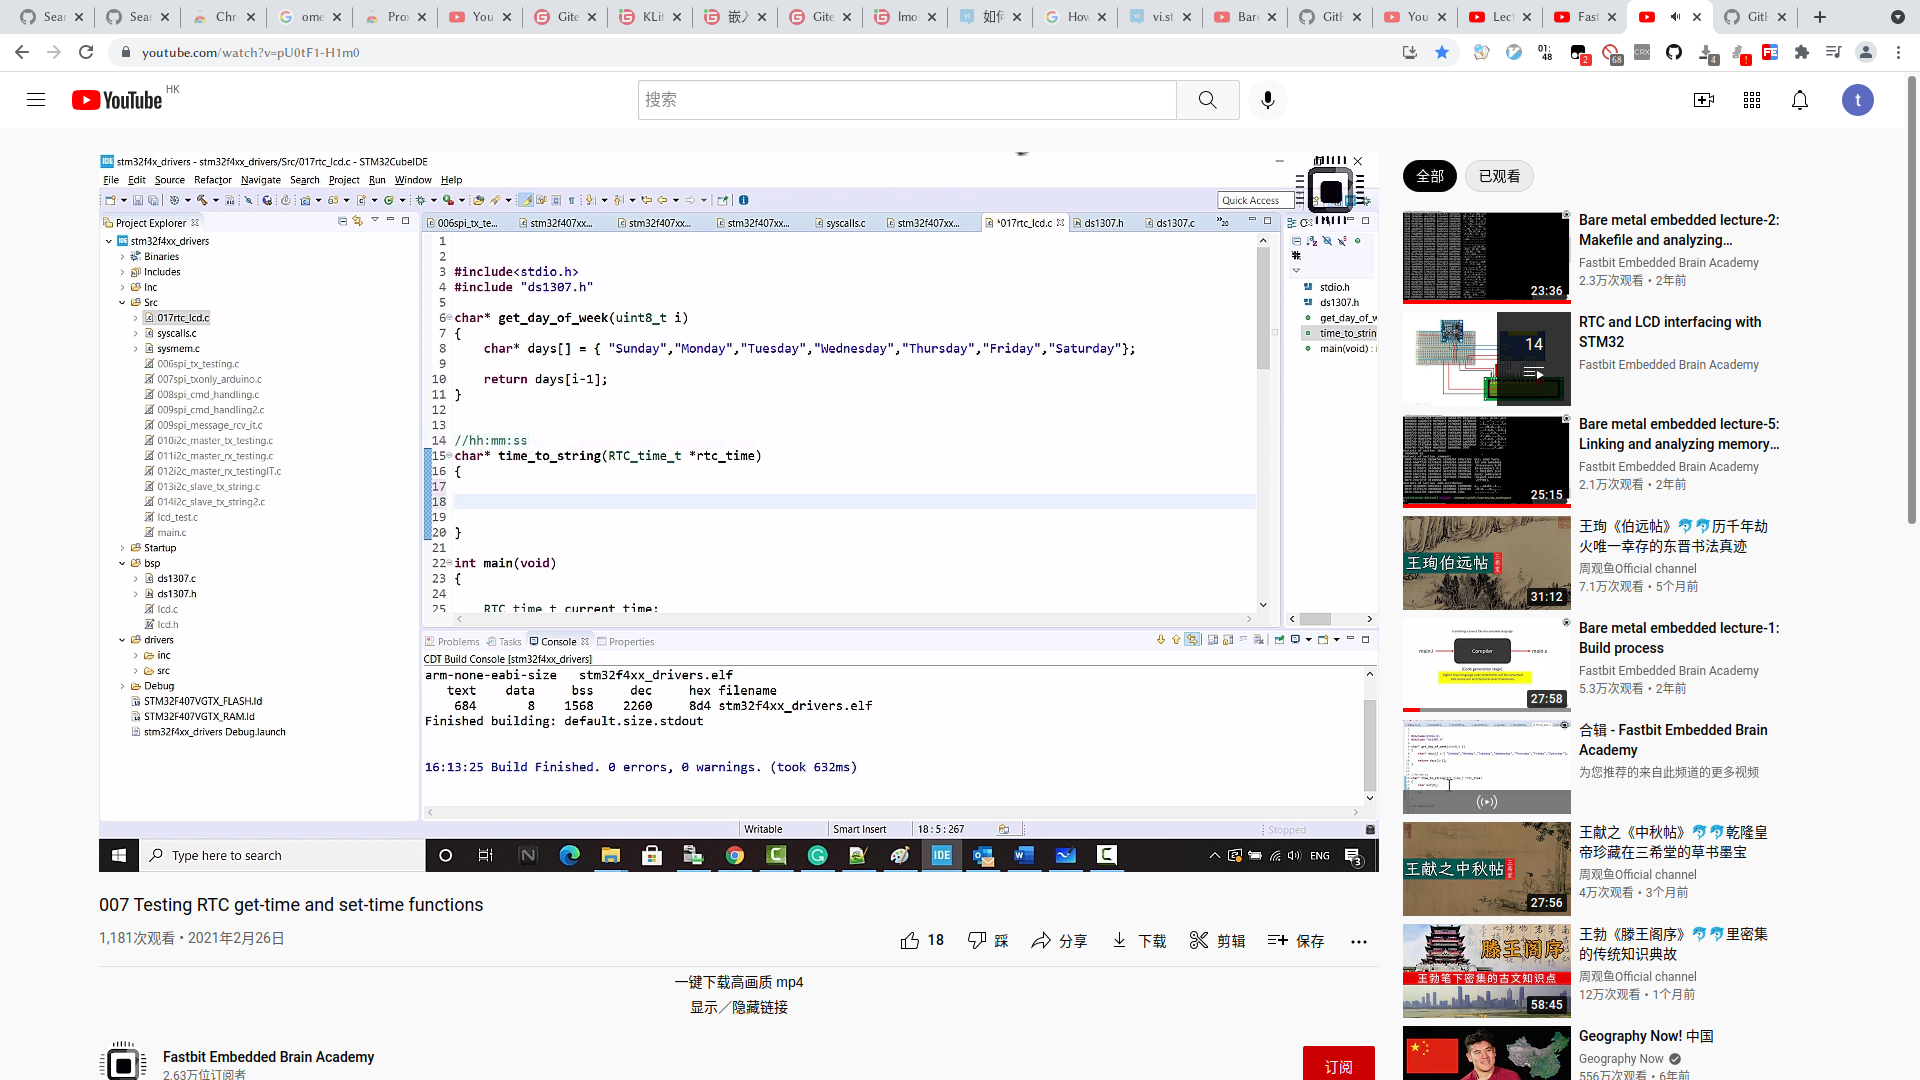 Sear
Sear
Chr
ome
Prox
You
Gite
KLit
嵌入
Gite
Imos
如何
How
vi.st
Bare
GitH
You
Lect
Fast
GitH
youtube.com/watch?v=pU0tF1-H1m0
01:
48
2
68
CRX
4
YouTube HK
搜索
t
IDE stm32f4x_drivers - stm32f4xx_drivers/Src/017rtc_lcd.c - STM32CubeIDE
File Edit Source Refactor Navigate Search Project Run Window Help
Quick Access
Project Explorer
stm32f4xx_drivers
Binaries
Includes
Inc
Src
017rtc_lcd.c
syscalls.c
sysmem.c
006spi_tx_testing.c
007spi_txonly_arduino.c
008spi_cmd_handling.c
009spi_cmd_handling2.c
009spi_message_rcv_it.c
010i2c_master_tx_testing.c
011i2c_master_rx_testing.c
012i2c_master_rx_testingIT.c
013i2c_slave_tx_string.c
014i2c_slave_tx_string2.c
lcd_test.c
main.c
Startup
bsp
ds1307.c
ds1307.h
lcd.c
lcd.h
drivers
inc
src
Debug
STM32F407VGTX_FLASH.ld
STM32F407VGTX_RAM.ld
stm32f4xx_drivers Debug.launch
006spi_tx_te... stm32f407xx... stm32f407xx... stm32f407xx... syscalls.c stm32f407xx... *017rtc_lcd.c ds1307.h ds1307.c »20
1
2
3 #include<stdio.h>
4 #include "ds1307.h"
5
6 char* get_day_of_week(uint8_t i)
7 {
8 char* days[] = { "Sunday","Monday","Tuesday","Wednesday","Thursday","Friday","Saturday"};
9
10 return days[i-1];
11 }
12
13
14 //hh:mm:ss
15 char* time_to_string(RTC_time_t *rtc_time)
16 {
17
18
19
20 }
21
22 int main(void)
23 {
24
25 RTC_time_t current_time;
stdio.h
ds1307.h
get_day_of_w
time_to_strin
main(void) : i
Problems Tasks Console Properties
CDT Build Console [stm32f4xx_drivers]
arm-none-eabi-size stm32f4xx_drivers.elf
text data bss dec hex filename
684 8 1568 2260 8d4 stm32f4xx_drivers.elf
Finished building: default.size.stdout
16:13:25 Build Finished. 0 errors, 0 warnings. (took 632ms)
Writable Smart Insert 18 : 5 : 267 Stopped
Type here to search
IDE
ENG
3
007 Testing RTC get-time and set-time functions
1,181次观看 • 2021年2月26日
18 踩 分享 下载 剪辑 保存
一键下载高画质 mp4
显示／隐藏链接
Fastbit Embedded Brain Academy
2.63万位订阅者
订阅
全部 已观看
23:36
Bare metal embedded lecture-2:
Makefile and analyzing…
Fastbit Embedded Brain Academy
2.3万次观看 • 2年前
14
RTC and LCD interfacing with
STM32
Fastbit Embedded Brain Academy
25:15
Bare metal embedded lecture-5:
Linking and analyzing memory…
Fastbit Embedded Brain Academy
2.1万次观看 • 2年前
王珣伯远帖
三希堂
31:12
王珣《伯远帖》🐬🐬历千年劫
火唯一幸存的东晋书法真迹
周观鱼Official channel
7.1万次观看 • 5个月前
main.i
Compiler
main.s
27:58
Bare metal embedded lecture-1:
Build process
Fastbit Embedded Brain Academy
5.3万次观看 • 2年前
合辑 - Fastbit Embedded Brain
Academy
为您推荐的来自此频道的更多视频
王献之中秋帖
三希堂
27:56
王献之《中秋帖》🐬🐬乾隆皇
帝珍藏在三希堂的草书墨宝
周观鱼Official channel
4万次观看 • 3个月前
滕王阁序
王勃笔下密集的古文知识点
58:45
王勃《滕王阁序》🐬🐬里密集
的传统知识典故
周观鱼Official channel
12万次观看 • 1个月前
Geography Now! 中国
Geography Now
556万次观看 • 6年前